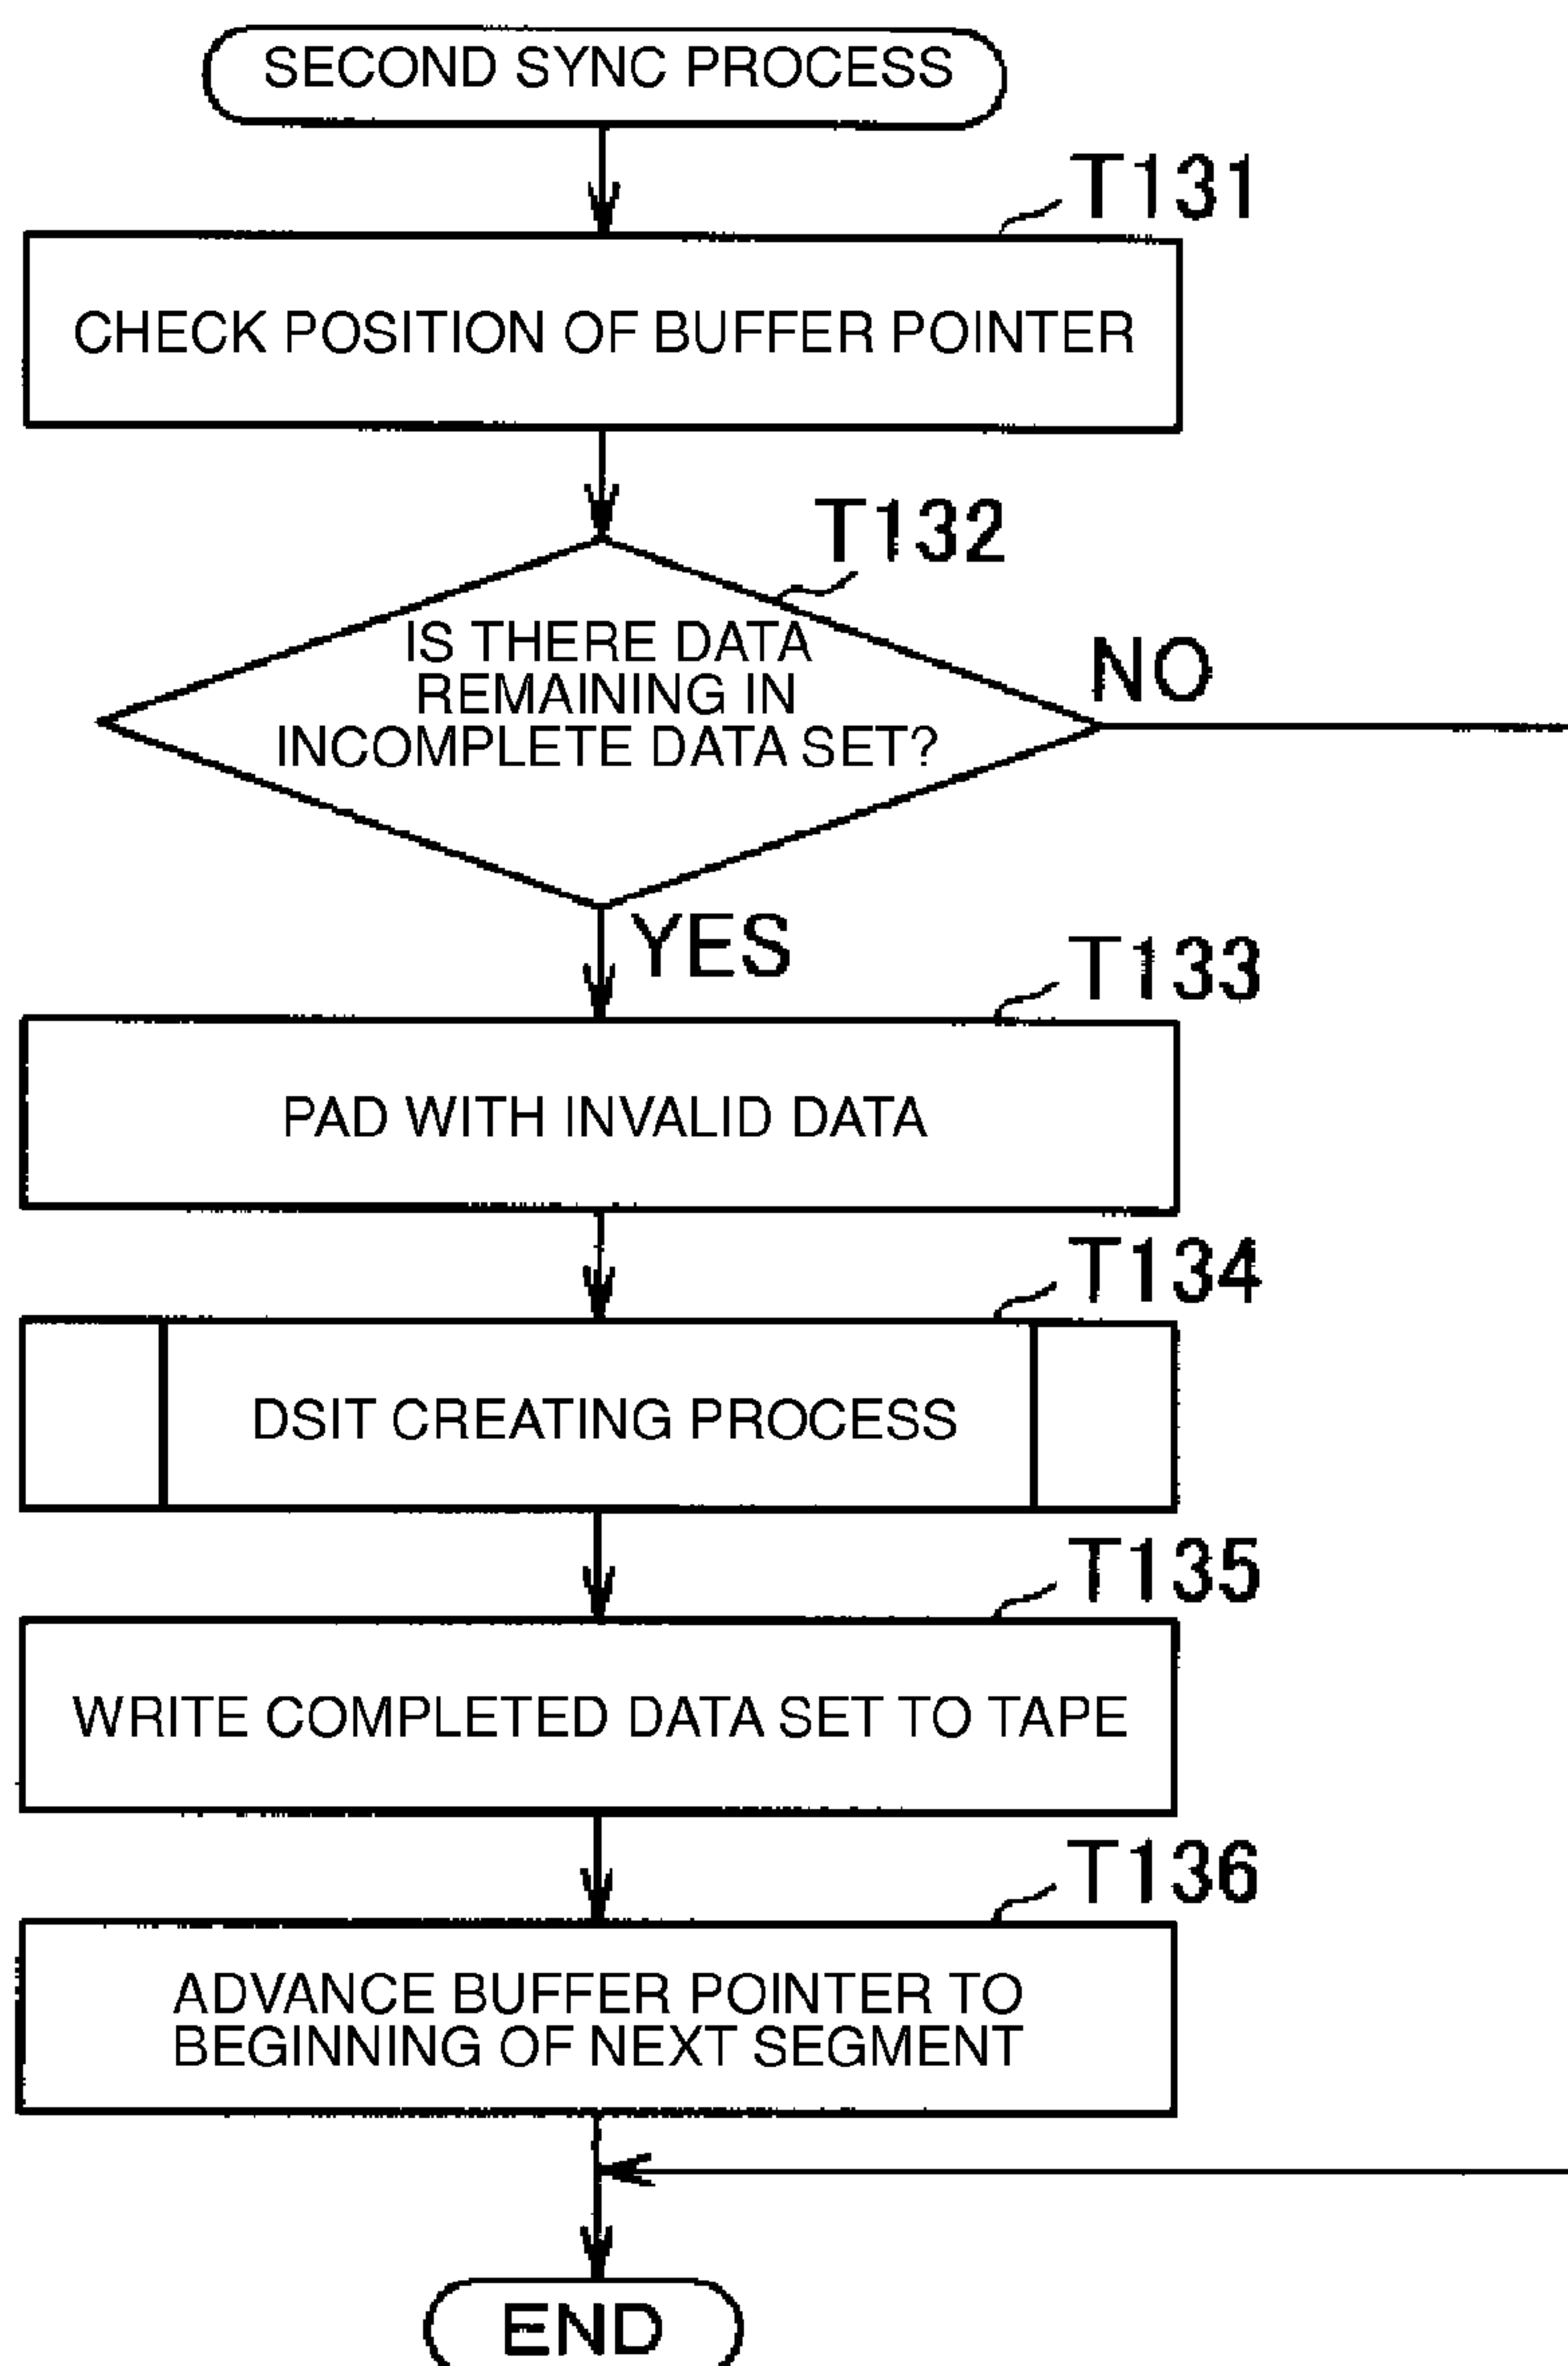 SECOND SYNC PROCESS
T131
CHECK POSITION OF BUFFER POINTER
T132
IS THERE DATA
REMAINING IN
INCOMPLETE DATA SET?
NO
YES
T133
PAD WITH INVALID DATA
T134
DSIT CREATING PROCESS
T135
WRITE COMPLETED DATA SET TO TAPE
T136
ADVANCE BUFFER POINTER TO
BEGINNING OF NEXT SEGMENT
END